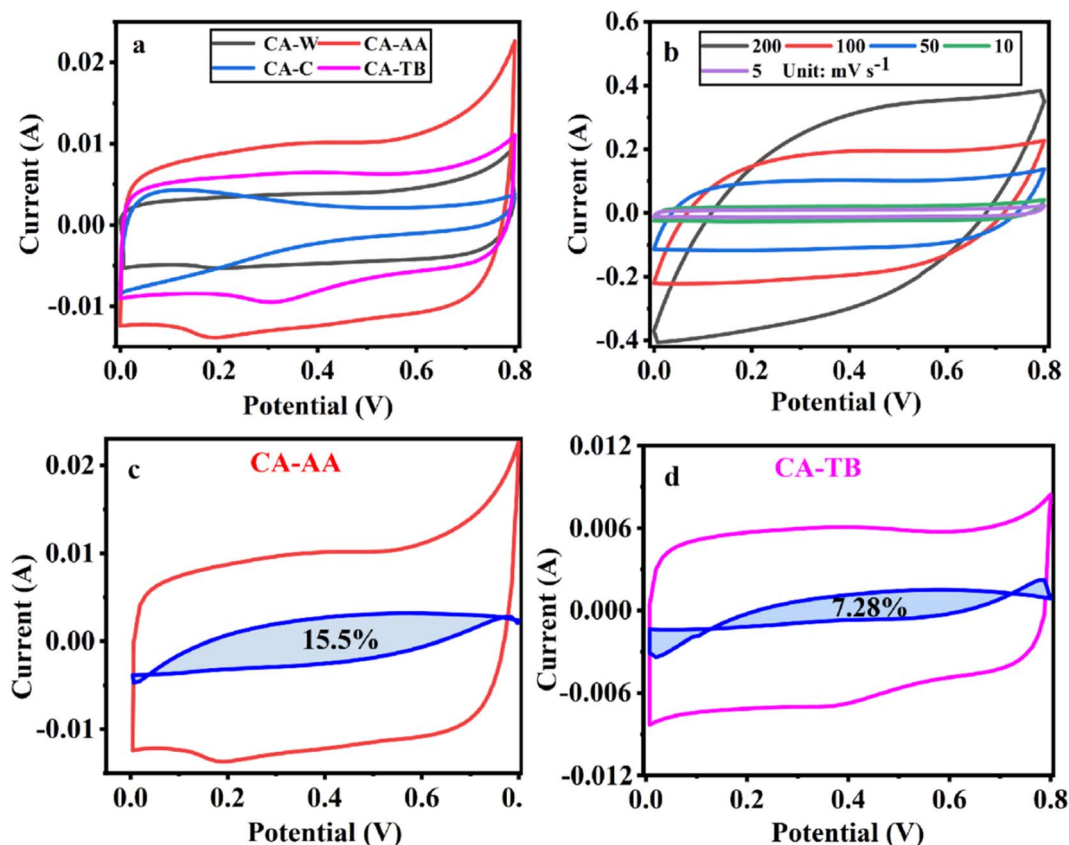 a
CA-W CA-AA
CA-C CA-TB
0.02
0.01
0.00
-0.01
Current (A)
0.0 0.2 0.4 0.6 0.8
Potential (V)
b
200 100 50 10
5 Unit: mV s⁻¹
0.6
0.4
0.2
0.0
-0.2
-0.4
Current (A)
0.0 0.2 0.4 0.6 0.8
Potential (V)
c
CA-AA
0.02
0.01
0.00
-0.01
Current (A)
15.5%
0.0 0.2 0.4 0.6 0.
Potential (V)
d
CA-TB
0.012
0.006
0.000
-0.006
-0.012
Current (A)
7.28%
0.0 0.2 0.4 0.6 0.8
Potential (V)